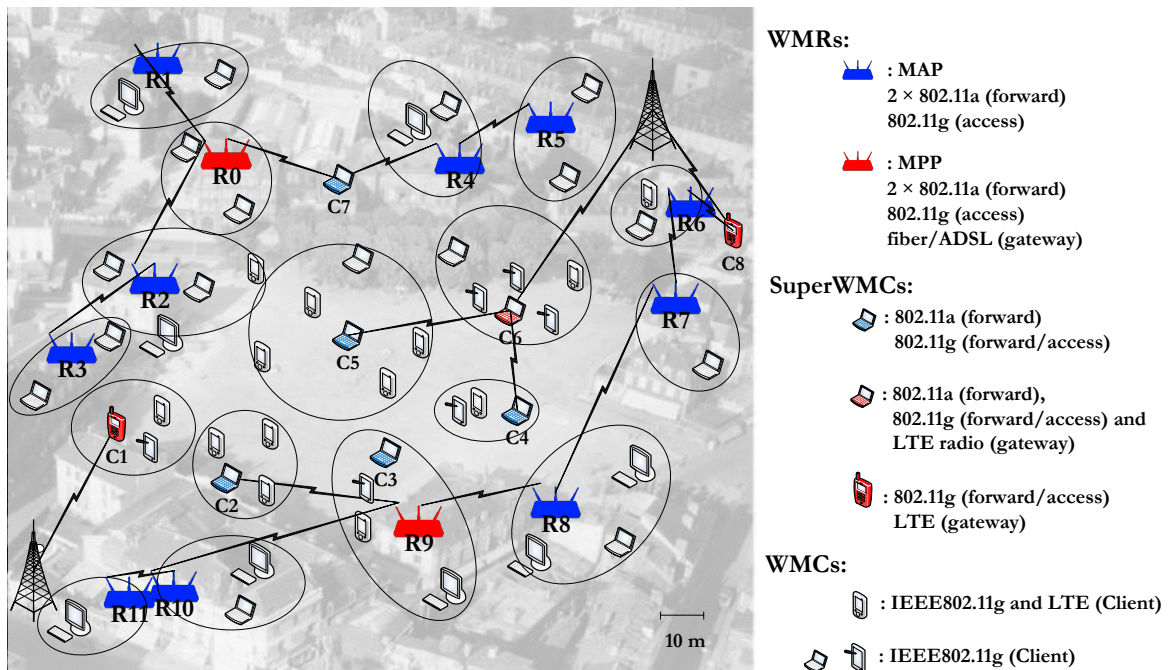 R1
R0
R5
R4
C7
R6
C8
R2
R7
C6
C5
R3
C4
C1
C3
C2
R8
R9
R11
R10
10 m
WMRs:
: MAP
2 × 802.11a (forward)
802.11g (access)
: MPP
2 × 802.11a (forward)
802.11g (access)
fiber/ADSL (gateway)
SuperWMCs:
: 802.11a (forward)
802.11g (forward/access)
: 802.11a (forward),
802.11g (forward/access) and
LTE radio (gateway)
: 802.11g (forward/access)
LTE (gateway)
WMCs:
: IEEE802.11g and LTE (Client)
: IEEE802.11g (Client)